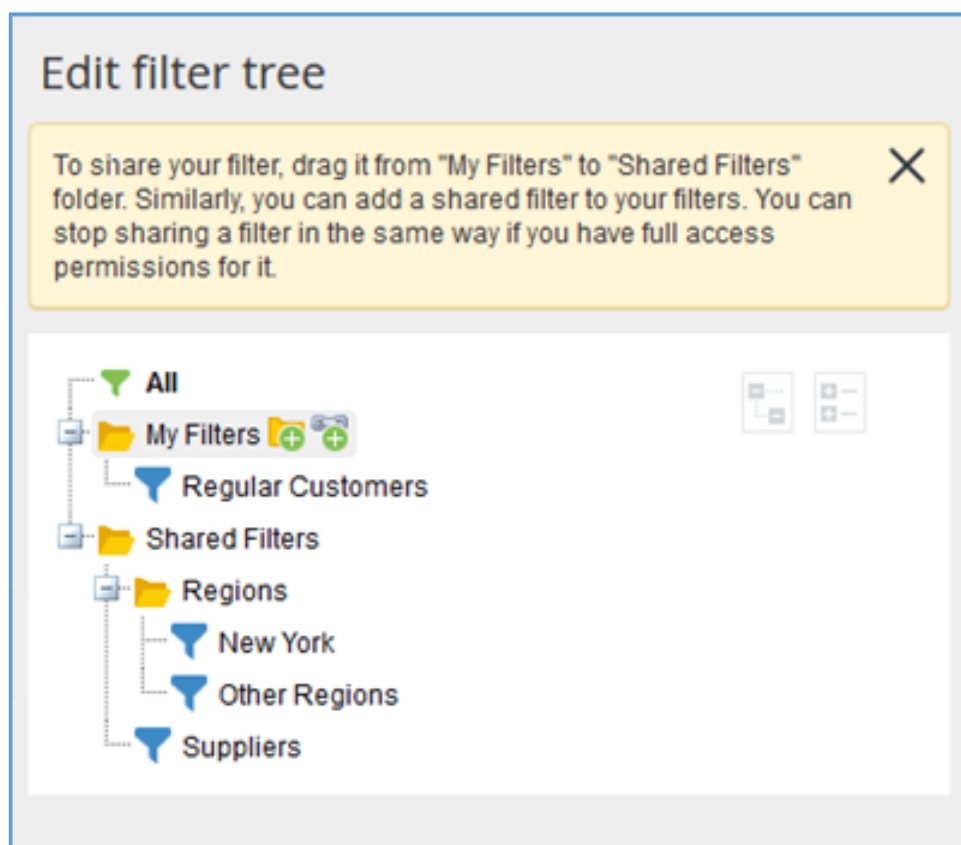 Edit filter tree
To share your filter, drag it from "My Filters" to "Shared Filters"
folder. Similarly, you can add a shared filter to your filters. You can
stop sharing a filter in the same way if you have full access
permissions for it.
All
My Filters
Regular Customers
Shared Filters
Regions
New York
Other Regions
Suppliers